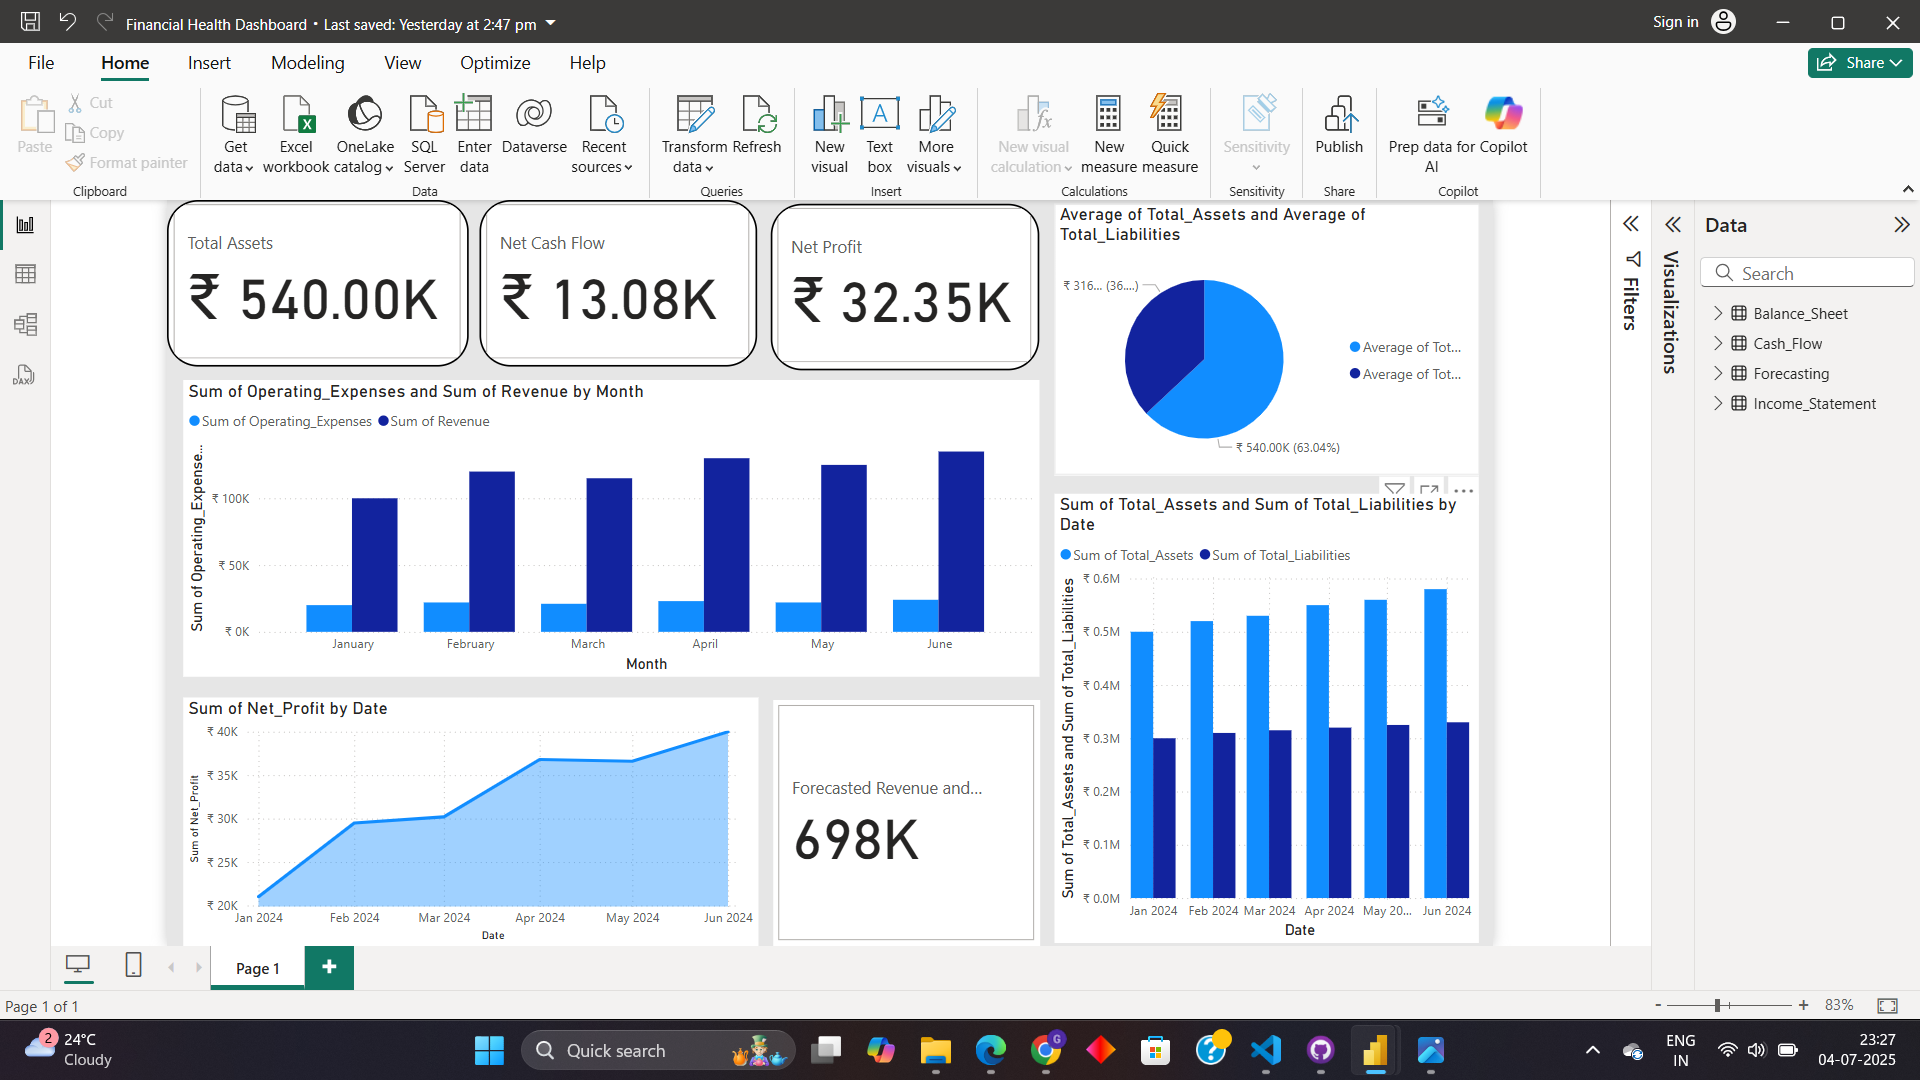 Financial Health Dashboard • Last saved: Yesterday at 2:47 pm
Sign in
File
Home
Insert
Modeling
View
Optimize
Help
Share
Paste
Cut
Copy
Format painter
Clipboard
Get data
Excel workbook
OneLake catalog
SQL Server
Enter data
Dataverse
Recent sources
Data
Transform data
Refresh
Queries
New visual
Text box
More visuals
Insert
New visual calculation
New measure
Quick measure
Calculations
Sensitivity
Sensitivity
Publish
Share
Prep data for AI
Copilot
Copilot
Total Assets
₹ 540.00K
Net Cash Flow
₹ 13.08K
Net Profit
₹ 32.35K
Average of Total_Assets and Average of
Total_Liabilities
₹ 316... (36....)
₹ 540.00K (63.04%)
Average of Tot...
Average of Tot...
Sum of Operating_Expenses and Sum of Revenue by Month
Sum of Operating_Expenses
Sum of Revenue
Sum of Operating_Expense...
₹ 100K
₹ 50K
₹ 0K
January
February
March
April
May
June
Month
Sum of Total_Assets and Sum of Total_Liabilities by
Date
Sum of Total_Assets
Sum of Total_Liabilities
Sum of Total_Assets and Sum of Total_Liabilities
₹ 0.6M
₹ 0.5M
₹ 0.4M
₹ 0.3M
₹ 0.2M
₹ 0.1M
₹ 0.0M
Jan 2024
Feb 2024
Mar 2024
Apr 2024
May 20...
Jun 2024
Date
Sum of Net_Profit by Date
Sum of Net_Profit
₹ 40K
₹ 35K
₹ 30K
₹ 25K
₹ 20K
Jan 2024
Feb 2024
Mar 2024
Apr 2024
May 2024
Jun 2024
Date
Forecasted Revenue and...
698K
Filters
Visualizations
Data
Search
Balance_Sheet
Cash_Flow
Forecasting
Income_Statement
Page 1
Page 1 of 1
83%
2
24°C
Cloudy
Quick search
ENG
IN
23:27
04-07-2025